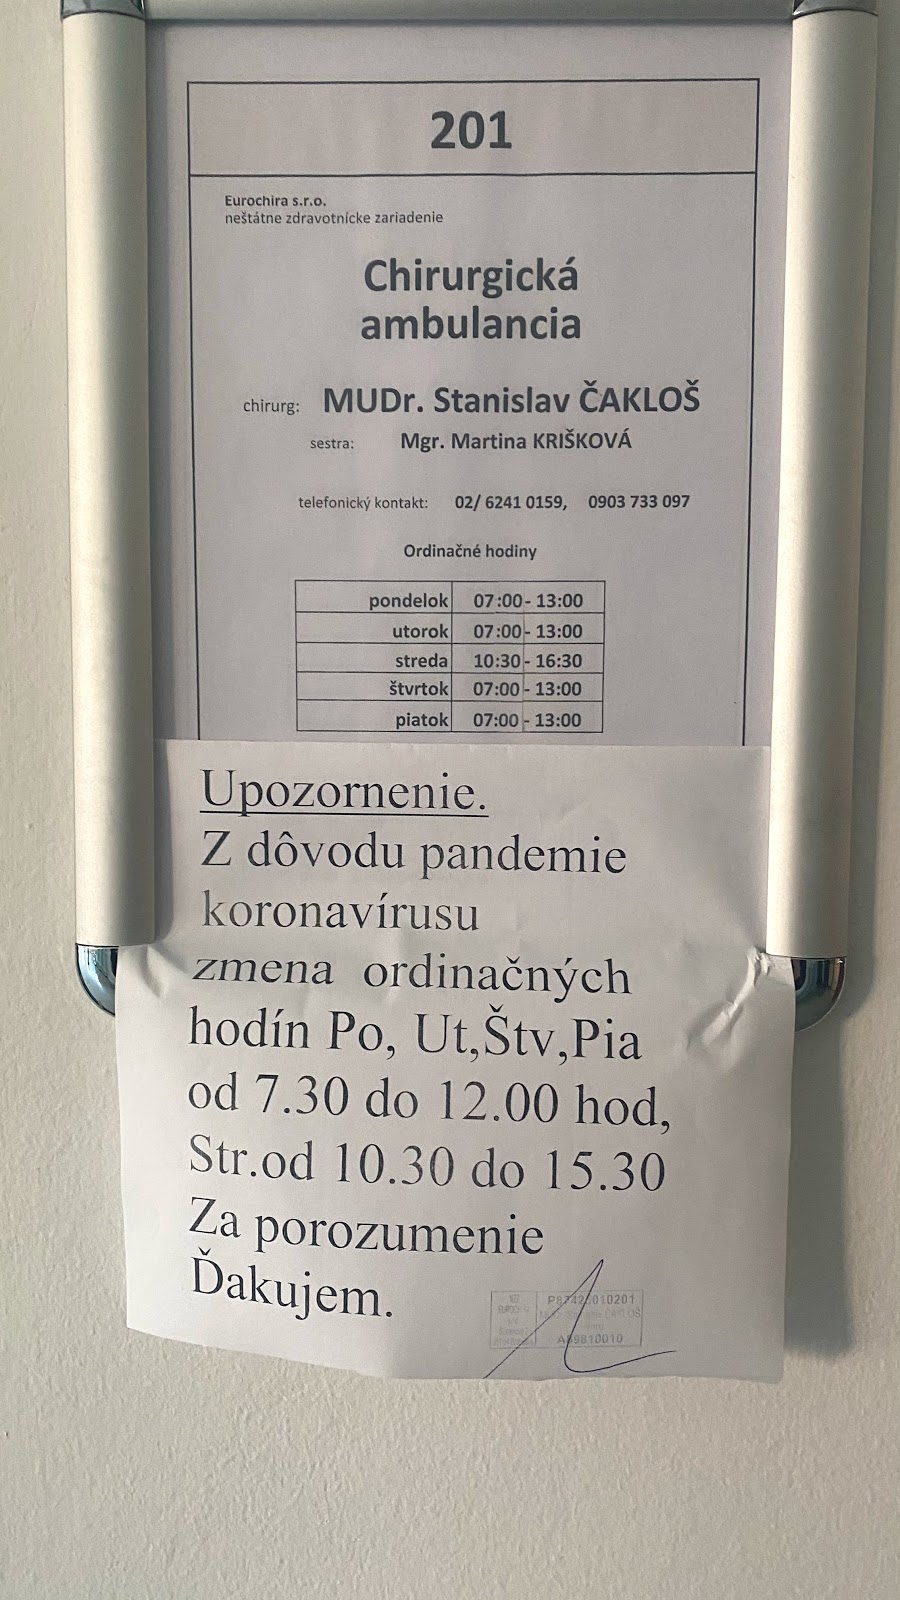 201
Eurochira s.r.o.
neštátne zdravotnícke zariadenie
Chirurgická
ambulancia
chirurg: MUDr. Stanislav ČAKLOŠ
sestra: Mgr. Martina KRIŠKOVÁ
telefonický kontakt: 02/ 6241 0159, 0903 733 097
Ordinačné hodiny
pondelok 07:00 - 13:00
utorok 07:00 - 13:00
streda 10:30 - 16:30
štvrtok 07:00 - 13:00
piatok 07:00 - 13:00
Upozornenie.
Z dôvodu pandemie
koronavírusu
zmena ordinačných
hodín Po, Ut,Štv,Pia
od 7.30 do 12.00 hod,
Str.od 10.30 do 15.30
Za porozumenie
Ďakujem.
ČAKLOŠ